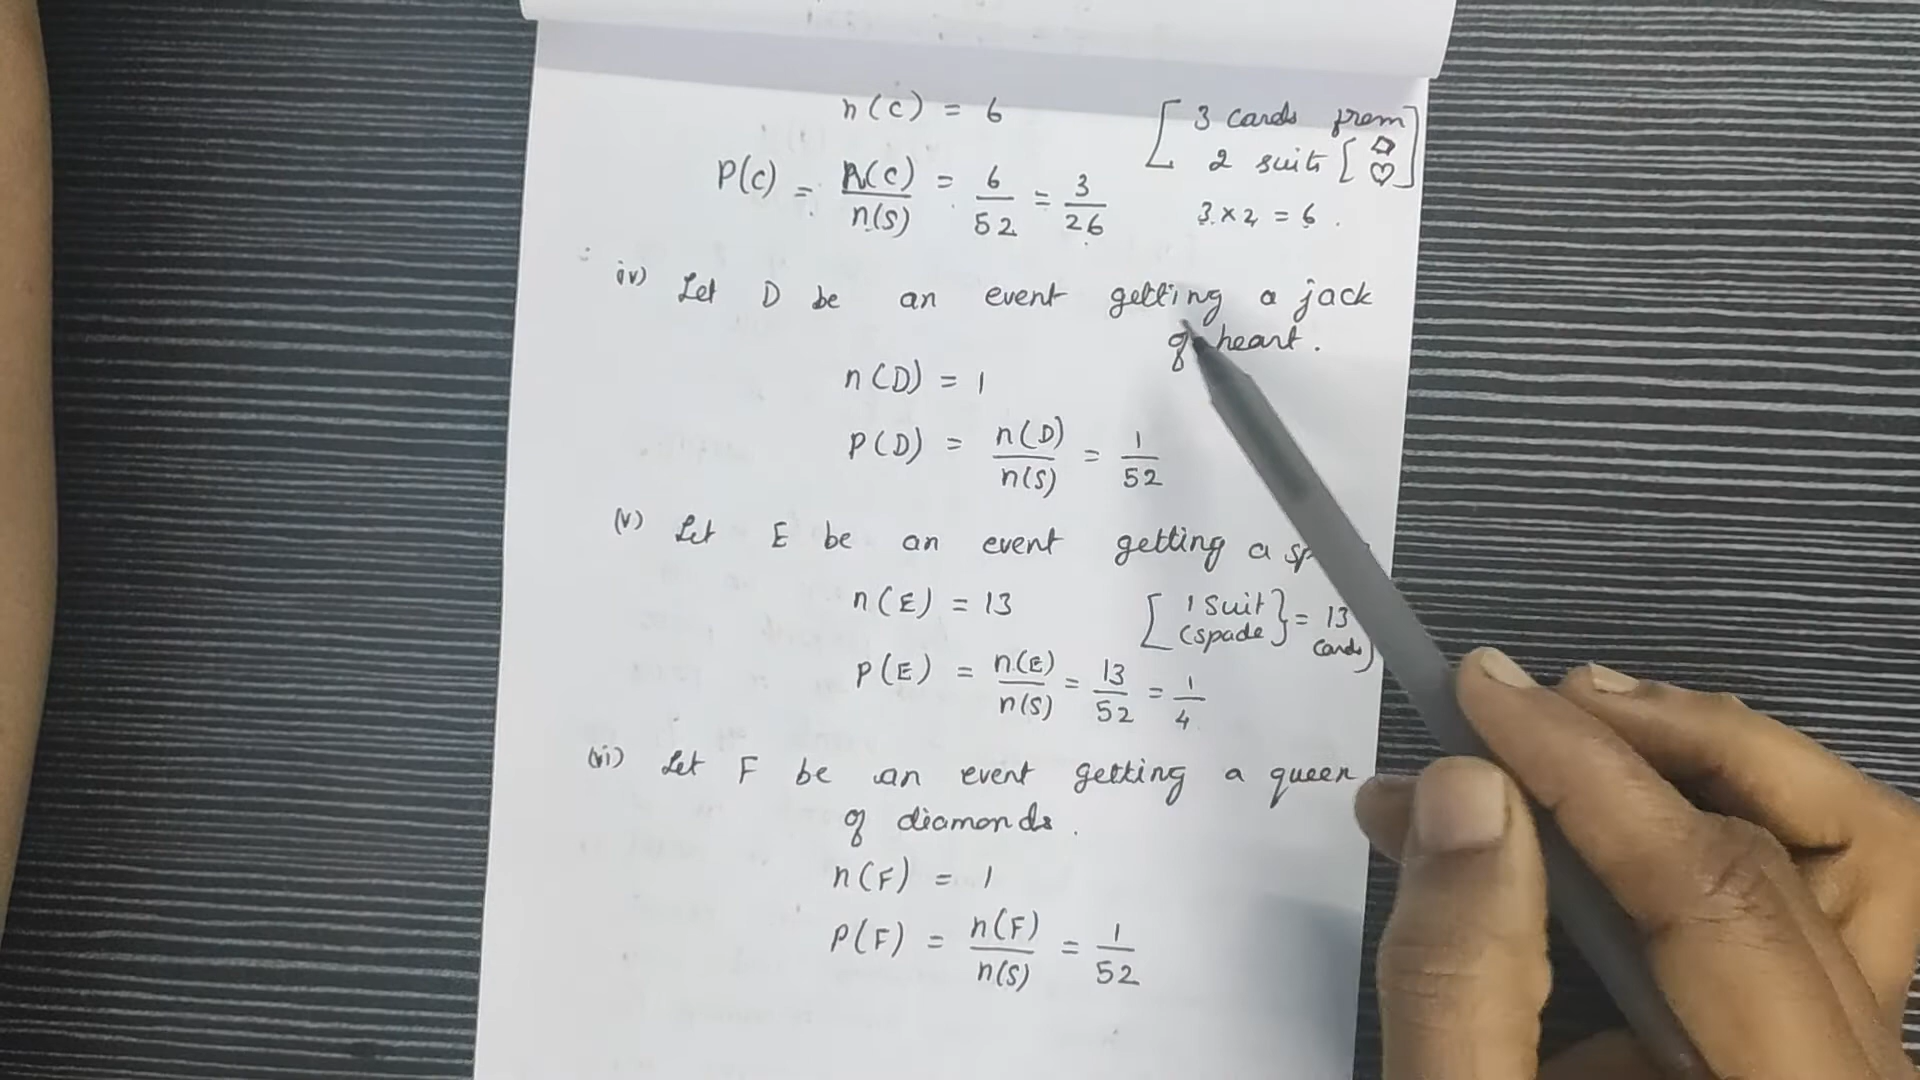 n(C) = 6
[ 3 cards from
2 suits [ ◇ ♡ ]
P(C) = n(C)/n(S) = 6/52 = 3/26
3 × 2 = 6 .
iv) Let D be an event getting a jack
of heart .
n(D) = 1
P(D) = n(D)/n(S) = 1/52
(v) Let E be an event getting a
n(E) = 13 [ 1 suit (spade } = 13 cards)
P(E) = n(E)/n(S) = 13/52 = 1/4
(vi) Let F be an event getting a queen
of diamonds .
n(F) = 1
P(F) = n(F)/n(S) = 1/52